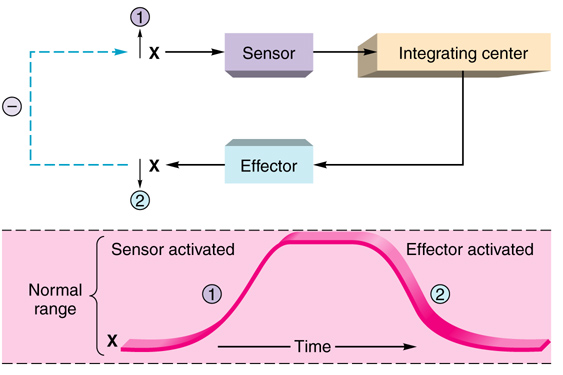 1
X
Sensor
Integrating center
−
X
Effector
2
Sensor activated
Effector activated
Normal
range
1
2
X
Time